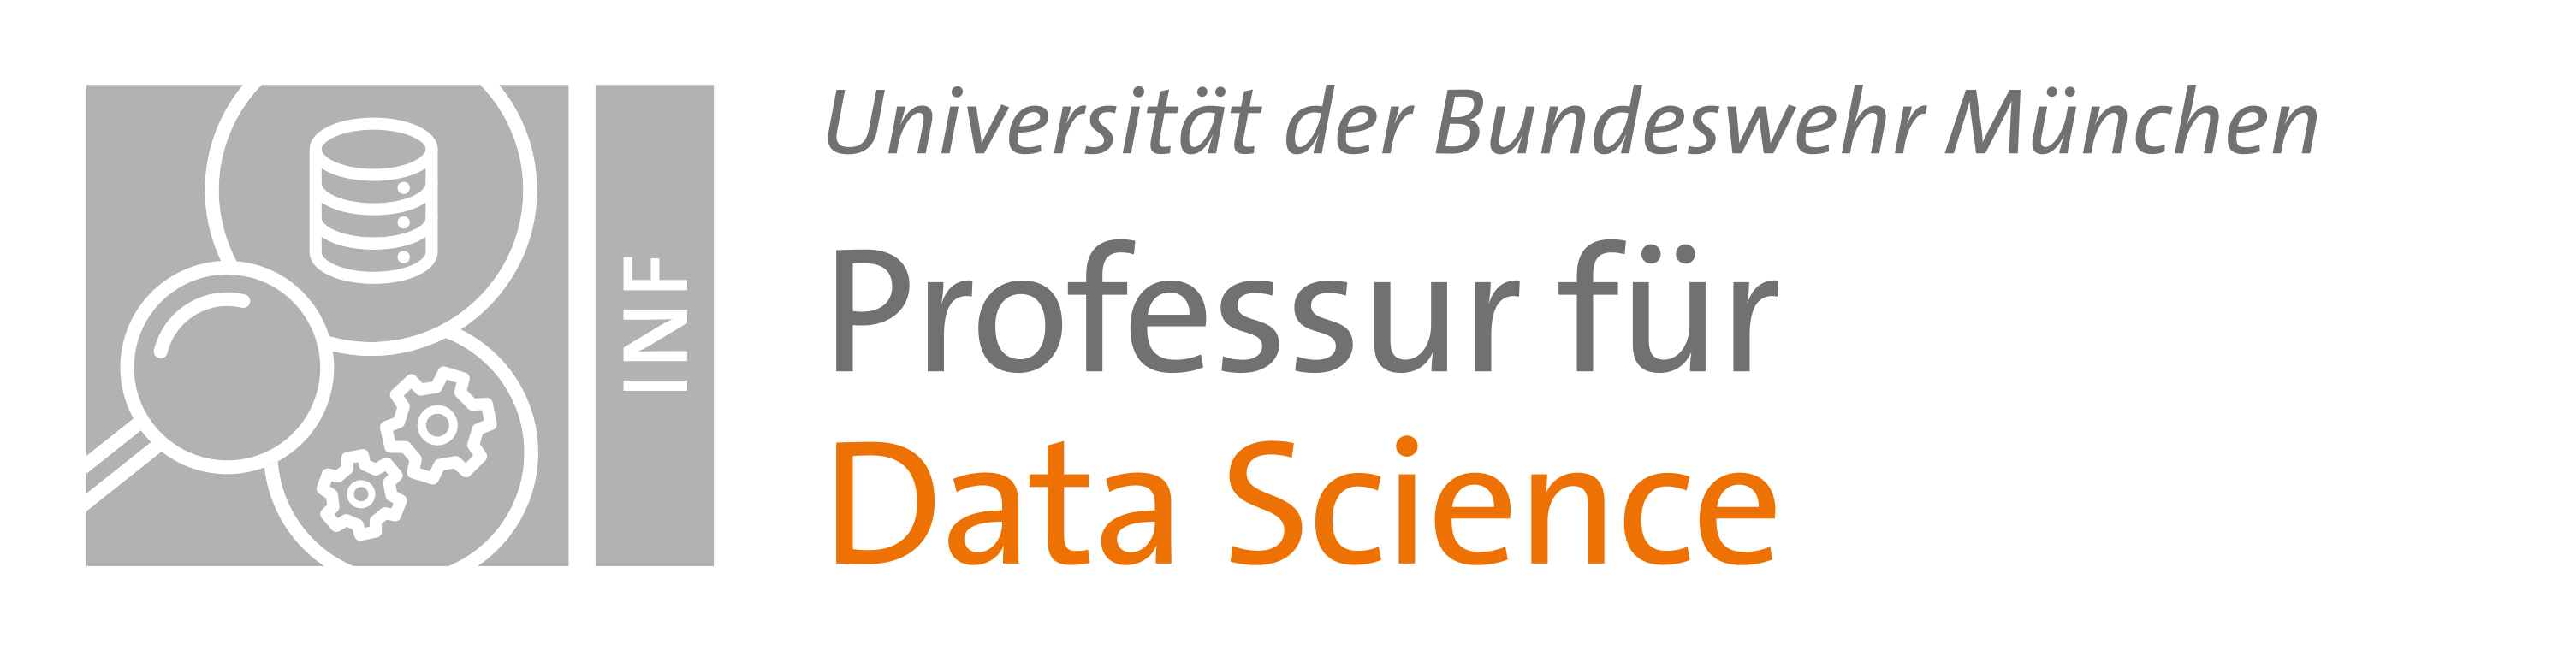 INF
Universität der Bundeswehr München
Professur für
Data Science